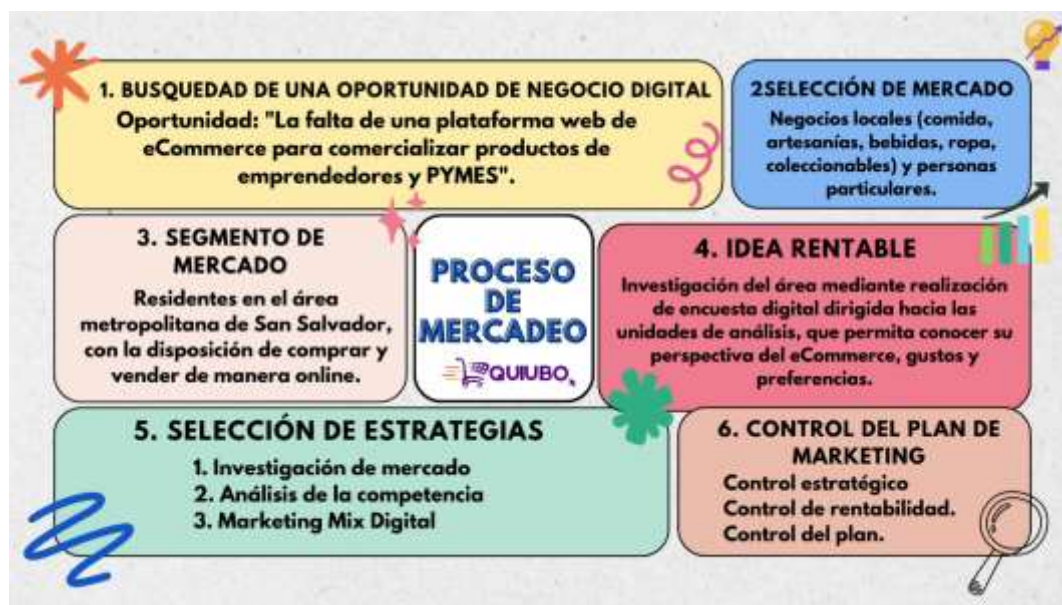 1. BUSQUEDAD DE UNA OPORTUNIDAD DE NEGOCIO DIGITAL
Oportunidad: "La falta de una plataforma web de
eCommerce para comercializar productos de
emprendedores y PYMES".
2SELECCIÓN DE MERCADO
Negocios locales (comida,
artesanías, bebidas, ropa,
coleccionables) y personas
particulares.
3. SEGMENTO DE
MERCADO
Residentes en el área
metropolitana de San Salvador,
con la disposición de comprar y
vender de manera online.
PROCESO
DE
MERCADEO
QUIUBO
4. IDEA RENTABLE
Investigación del área mediante realización
de encuesta digital dirigida hacia las
unidades de análisis, que permita conocer su
perspectiva del eCommerce, gustos y
preferencias.
5. SELECCIÓN DE ESTRATEGIAS
1. Investigación de mercado
2. Análisis de la competencia
3. Marketing Mix Digital
6. CONTROL DEL PLAN DE
MARKETING
Control estratégico
Control de rentabilidad.
Control del plan.